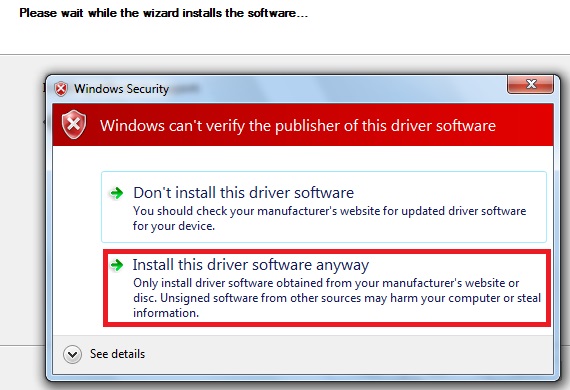 Please wait while the wizard installs the software...
Windows Security
Windows can't verify the publisher of this driver software
Don't install this driver software
You should check your manufacturer's website for updated driver software
for your device.
Install this driver software anyway
Only install driver software obtained from your manufacturer's website or
disc. Unsigned software from other sources may harm your computer or steal
information.
See details